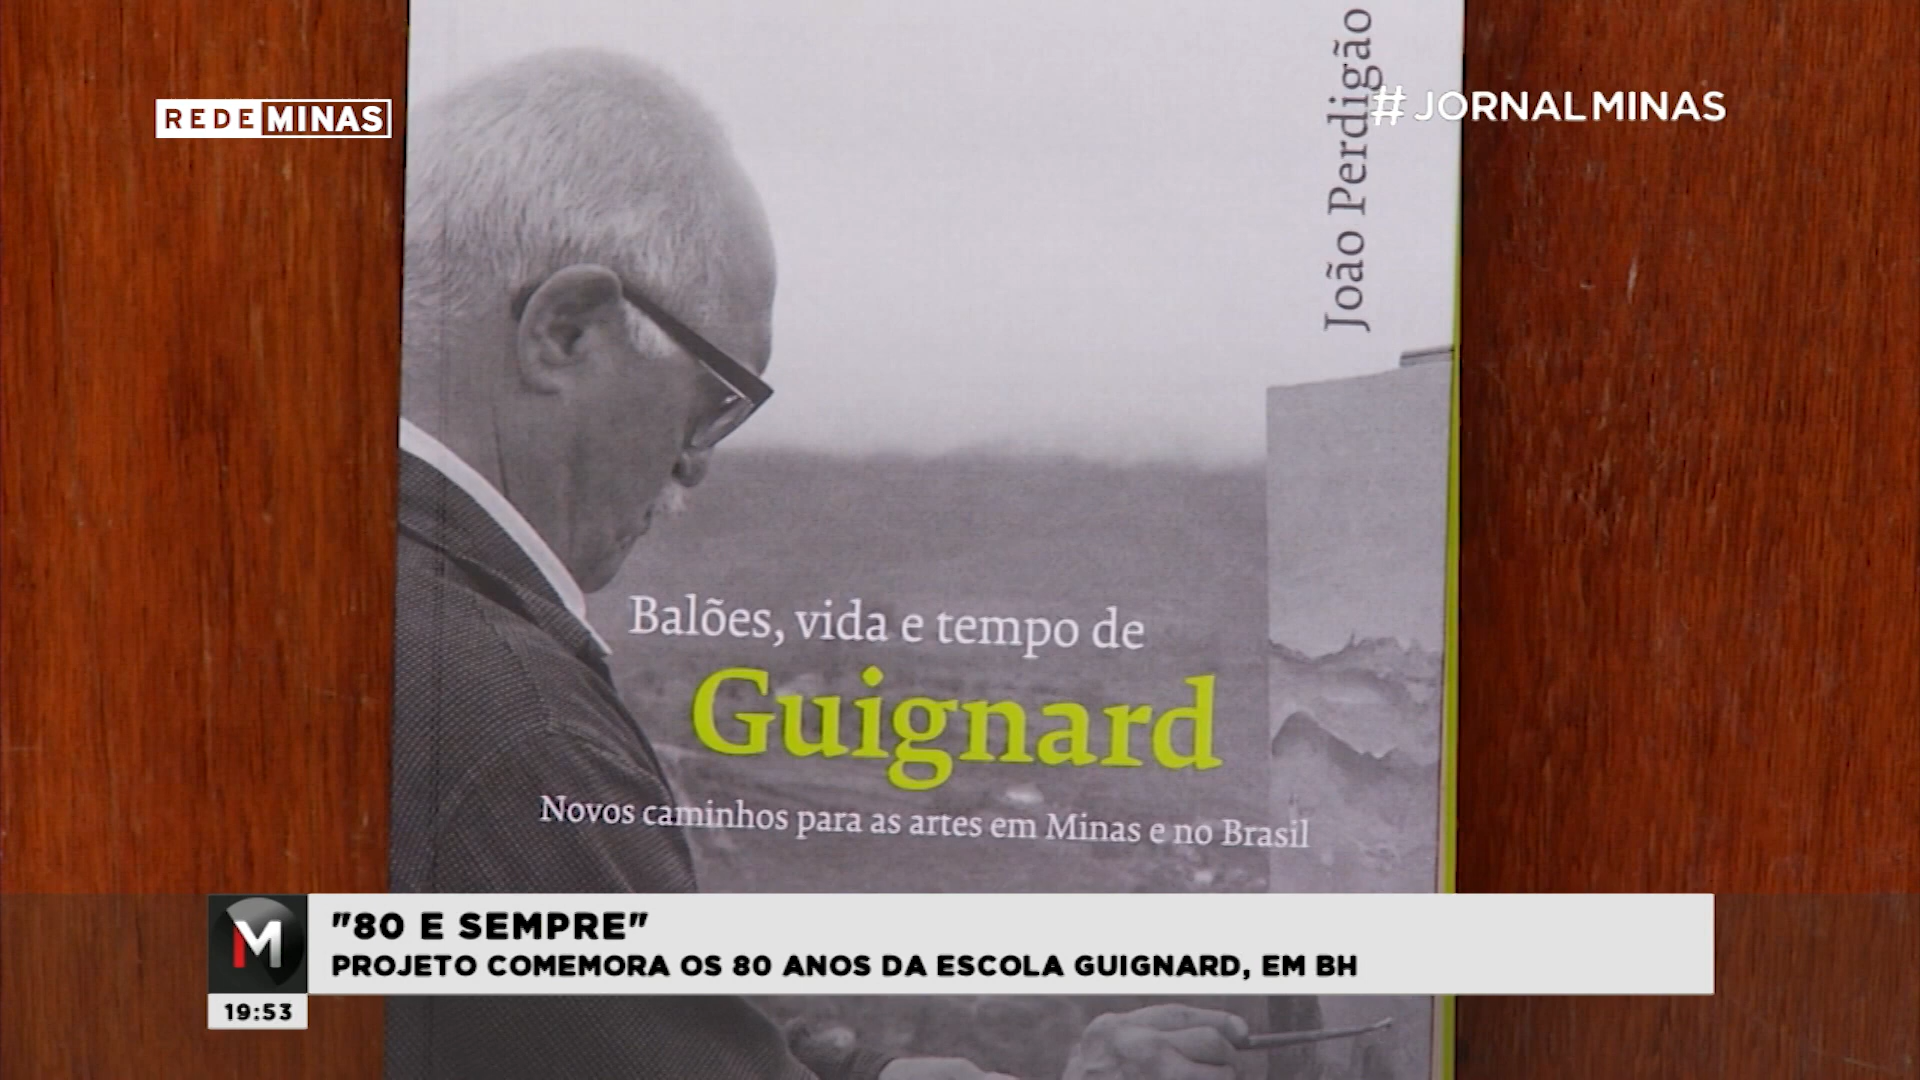 REDE MINAS
#JORNALMINAS
João Perdigão
Balões, vida e tempo de
Guignard
Novos caminhos para as artes em Minas e no Brasil
M
"80 E SEMPRE"
PROJETO COMEMORA OS 80 ANOS DA ESCOLA GUIGNARD, EM BH
19:53